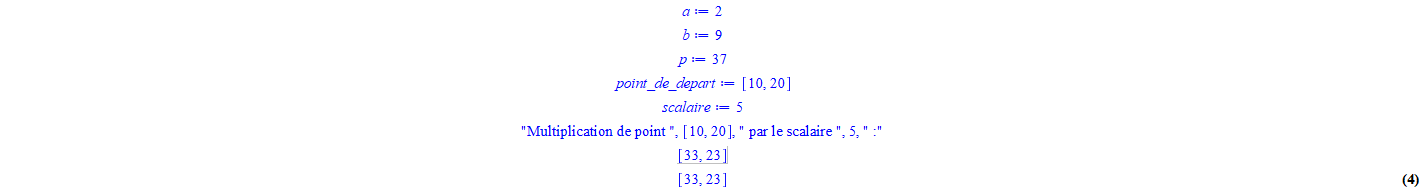 a := 2
b := 9
p := 37
point_de_depart := [10, 20]
scalaire := 5
"Multiplication de point ", [10, 20], " par le scalaire ", 5, " :"
[33, 23]
[33, 23]
(4)